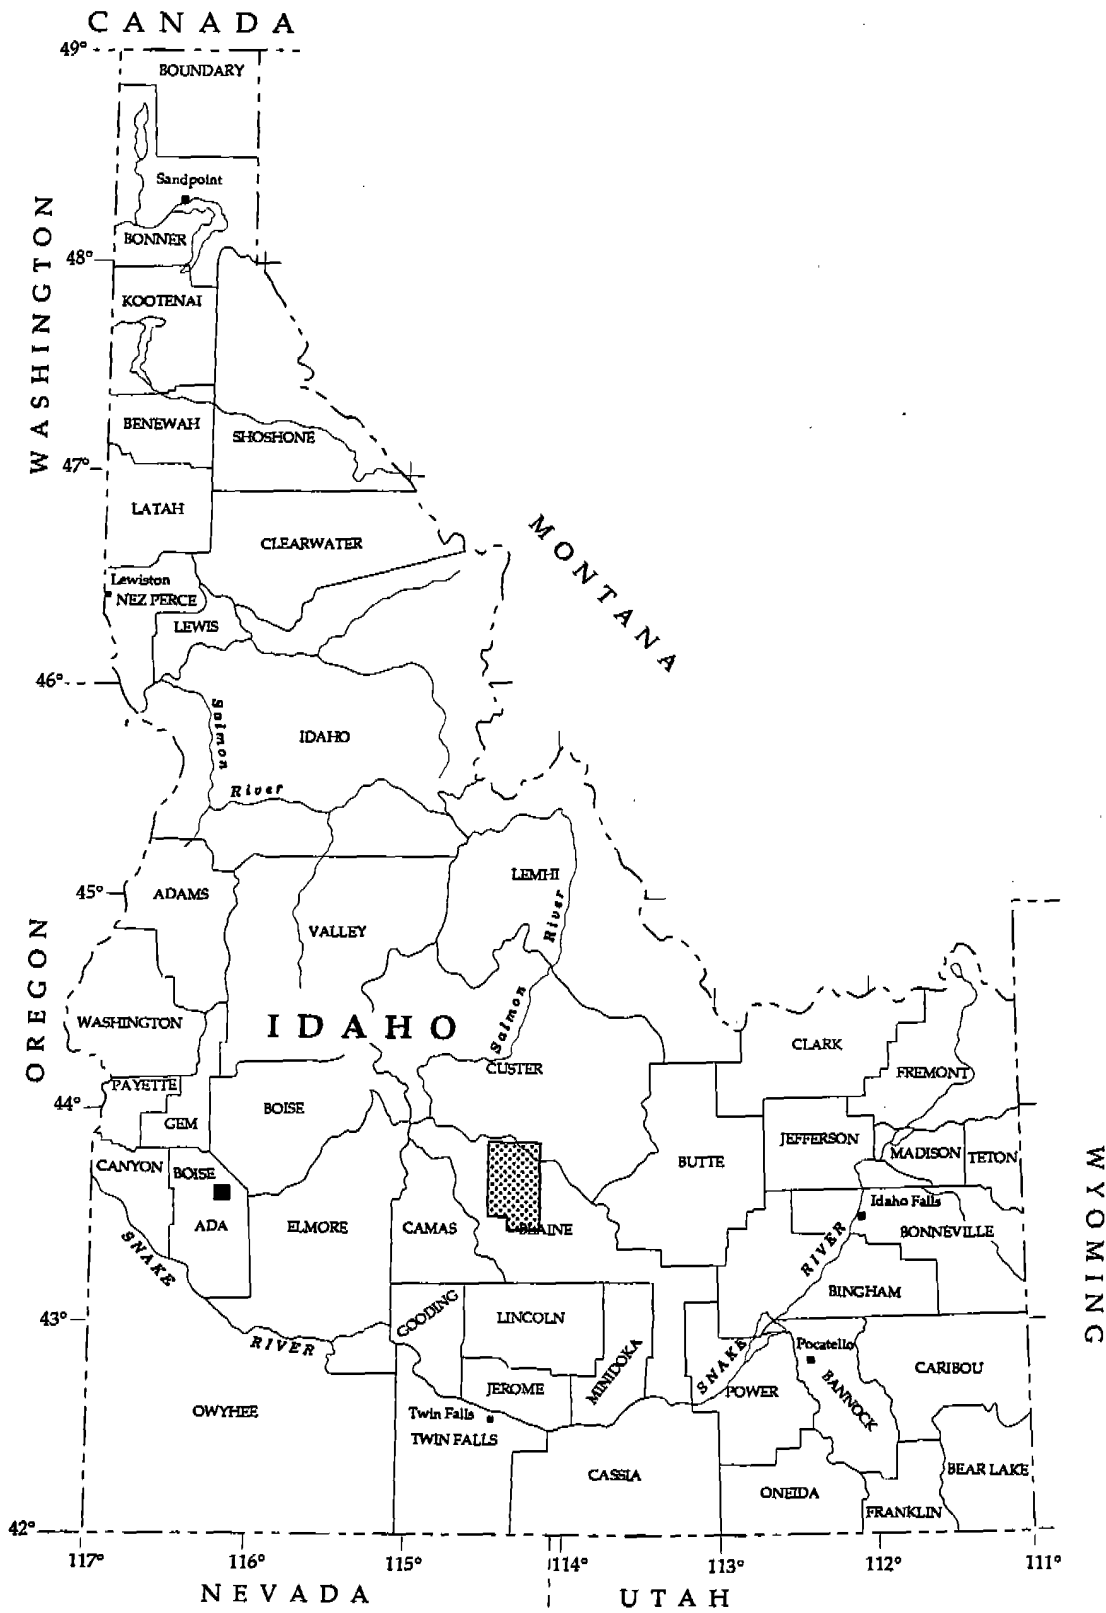 CANADA
49°
BOUNDARY
Sandpoint
WASHINGTON
BONNER
48°
KOOTENAI
BENEWAH
SHOSHONE
47°
LATAH
MONTANA
CLEARWATER
Lewiston
NEZ PERCE
LEWIS
46°
Salmon
IDAHO
River
LEMHI
45°
ADAMS
River
VALLEY
OREGON
Salmon
WASHINGTON
IDAHO
CLARK
CUSTER
FREMONT
PAYETTE
44°
BOISE
GEM
JEFFERSON
MADISON
TETON
WYOMING
CANYON
BOISE
BUTTE
Idaho Falls
ADA
ELMORE
CAMAS
BLAINE
BONNEVILLE
SNAKE
RIVER
BINGHAM
43°
GOODING
LINCOLN
RIVER
SNAKE
Pocatello
MINIDOKA
CARIBOU
JEROME
POWER
BANNOCK
OWYHEE
Twin Falls
TWIN FALLS
CASSIA
BEAR LAKE
ONEIDA
FRANKLIN
42°
117° 116° 115° 114° 113° 112° 111°
NEVADA UTAH